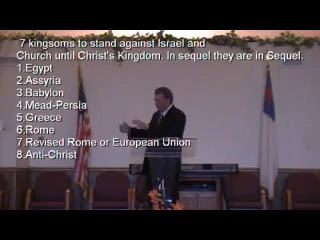 7 kingsoms to stand against Israel and
Church until Christ's Kingdom. In sequel they are in Sequel.
1.Egypt
2.Assyria
3.Babylon
4.Mead-Persia
5.Greece
6.Rome
7.Revised Rome or European Union
8.Anti-Christ